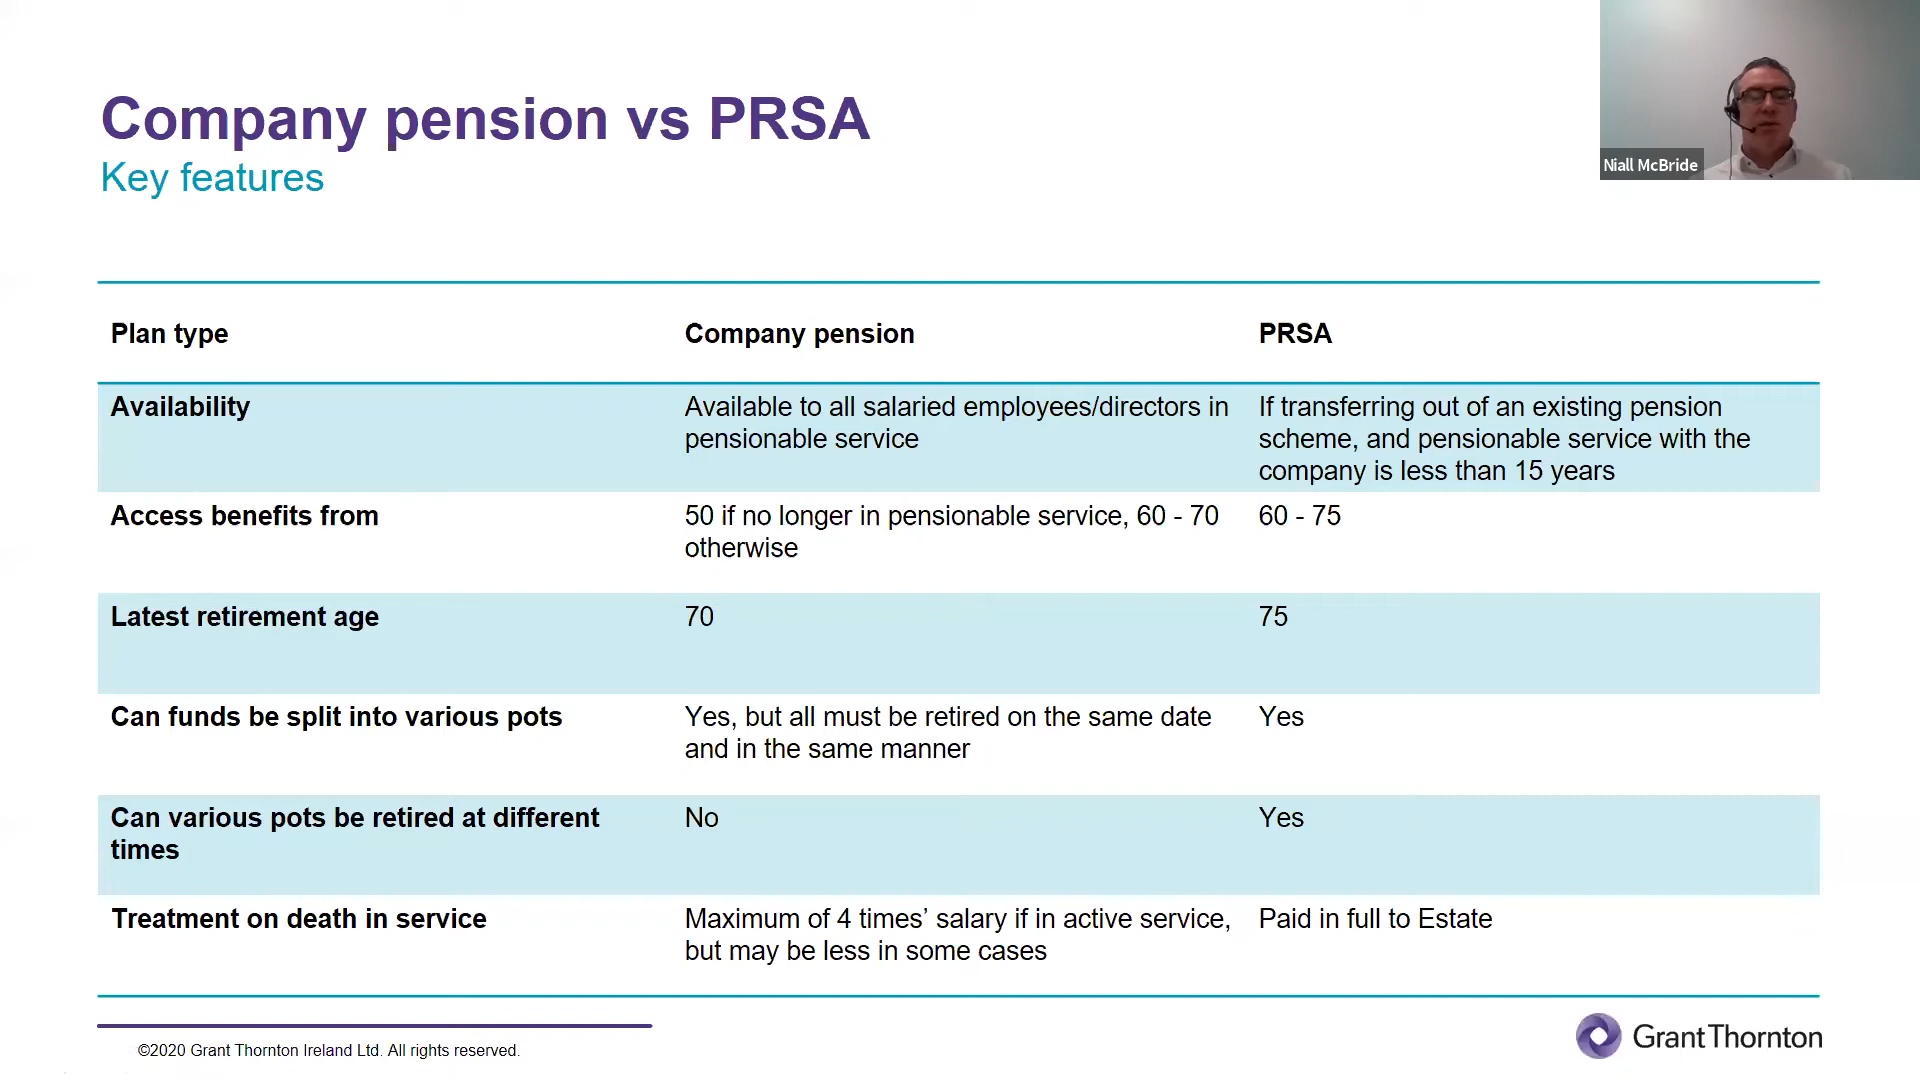 Company pension vs PRSA
Key features
Niall McBride
Plan type
Company pension
PRSA
Availability
Available to all salaried employees/directors in
pensionable service
If transferring out of an existing pension
scheme, and pensionable service with the
company is less than 15 years
Access benefits from
50 if no longer in pensionable service, 60 - 70
otherwise
60 - 75
Latest retirement age
70
75
Can funds be split into various pots
Yes, but all must be retired on the same date
and in the same manner
Yes
Can various pots be retired at different
times
No
Yes
Treatment on death in service
Maximum of 4 times’ salary if in active service,
but may be less in some cases
Paid in full to Estate
©2020 Grant Thornton Ireland Ltd. All rights reserved.
GrantThornton